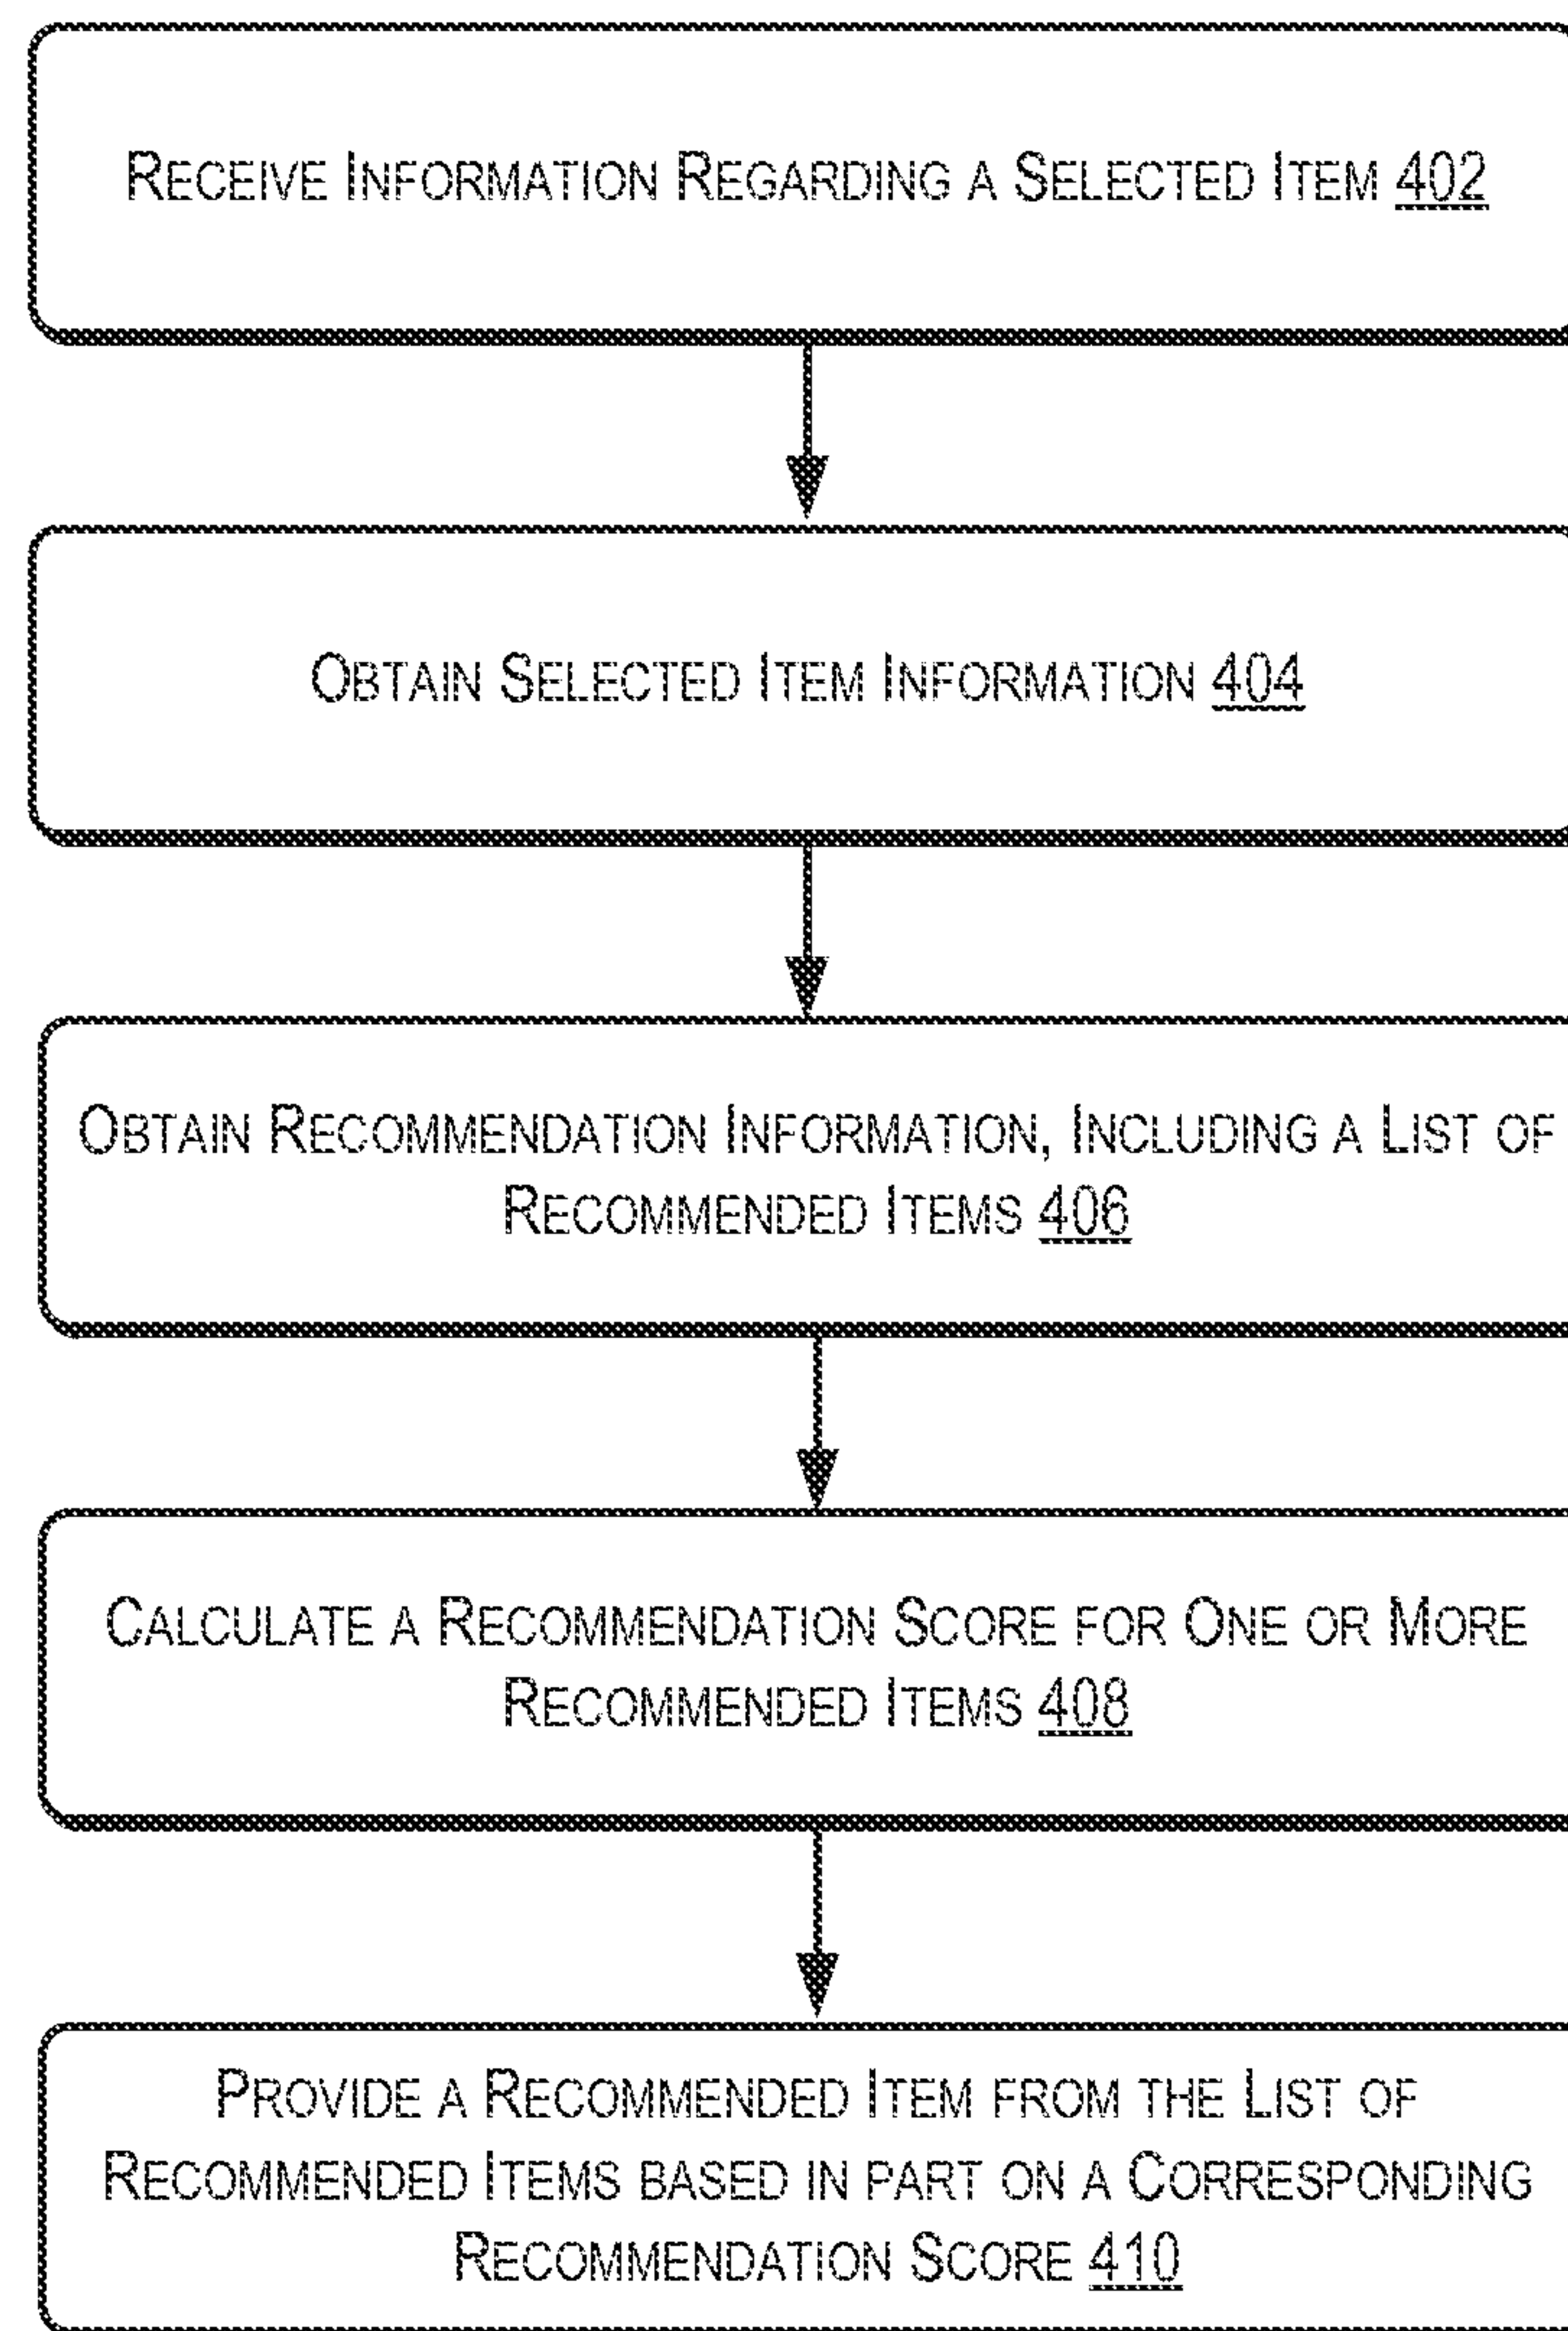 RECEIVE INFORMATION REGARDING A SELECTED ITEM 402
OBTAIN SELECTED ITEM INFORMATION 404
OBTAIN RECOMMENDATION INFORMATION, INCLUDING A LIST OF
RECOMMENDED ITEMS 406
CALCULATE A RECOMMENDATION SCORE FOR ONE OR MORE
RECOMMENDED ITEMS 408
PROVIDE A RECOMMENDED ITEM FROM THE LIST OF
RECOMMENDED ITEMS BASED IN PART ON A CORRESPONDING
RECOMMENDATION SCORE 410